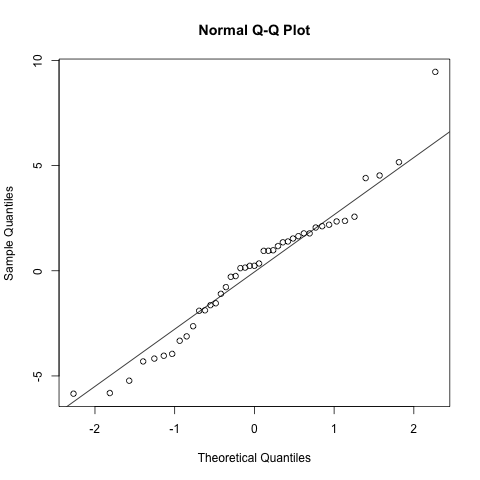 Normal Q-Q Plot
10
5
0
-5
Sample Quantiles
-2 -1 0 1 2
Theoretical Quantiles